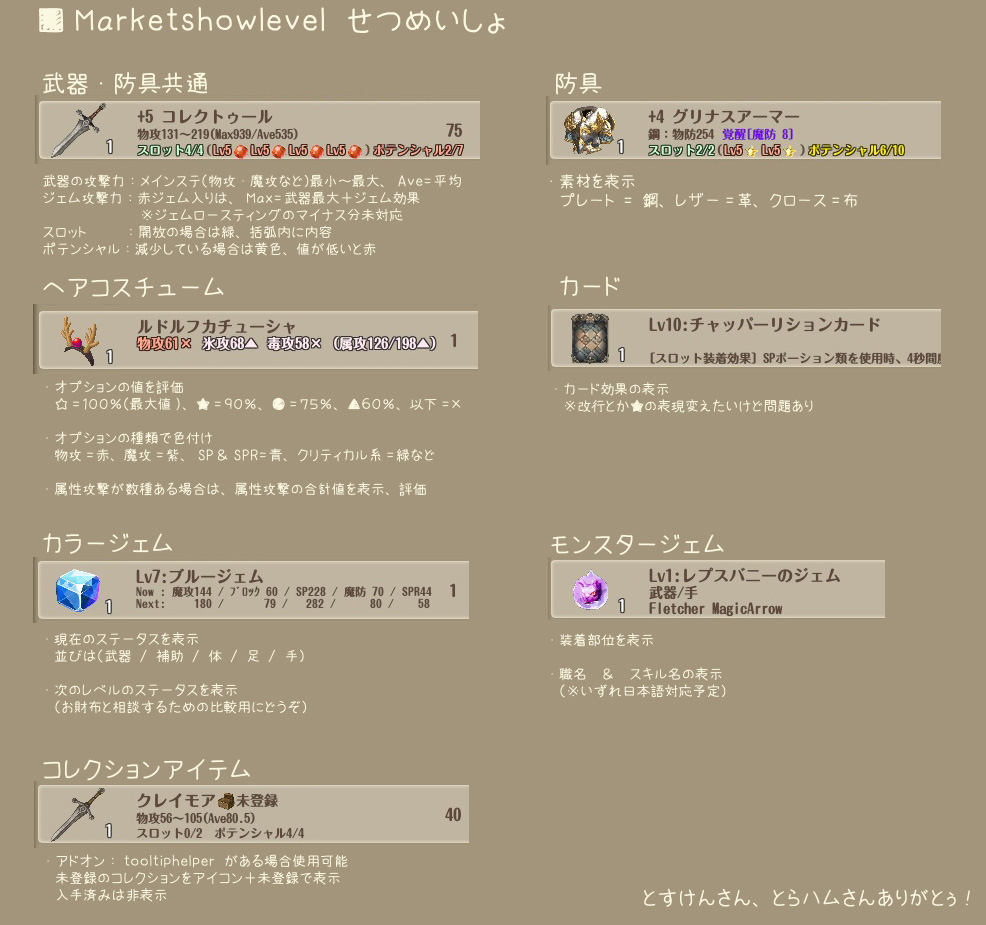 Marketshowlevel せつめいしょ
武器・防具共通
+5 コレクトゥール
物攻131～219(Max939/Ave535)
75
1
スロット4/4(Lv5 Lv5 Lv5 Lv5 )ポテンシャル2/7
武器の攻撃力：メインステ(物攻・魔攻など)最小～最大、Ave=平均
ジェム攻撃力：赤ジェム入りは、Max=武器最大＋ジェム効果
※ジェムロースティングのマイナス分未対応
スロット　　：開放の場合は緑、括弧内に内容
ポテンシャル：減少している場合は黄色、値が低いと赤
防具
+4 グリナスアーマー
鋼：物防254 覚醒[魔防 8]
1
スロット2/2(Lv5 Lv5 ) ポテンシャル6/10
・素材を表示
プレート = 鋼、レザー =革、クロース =布
ヘアコスチューム
ルドルフカチューシャ
1
物攻61× 氷攻68▲ 毒攻58× (属攻126/198▲)
1
・オプションの値を評価
☆=100%(最大値)、★=90%、●=75%、▲60%、以下=×
・オプションの種類で色付け
物攻=赤、魔攻=紫、SP& SPR=青、クリティカル系=緑など
・属性攻撃が数種ある場合は、属性攻撃の合計値を表示、評価
カード
Lv10:チャッパーリションカード
1
[スロット装着効果] SPポーション類を使用時、4秒間
・カード効果の表示
※改行とか★の表現変えたいけど問題あり
カラージェム
Lv7:ブルージェム
Now : 魔攻144 / ブロック 60 / SP228 / 魔防 70 / SPR44
1
Next: 180 / 79 / 282 / 80 / 58
1
・現在のステータスを表示
並びは(武器 / 補助 / 体 / 足 / 手)
・次のレベルのステータスを表示
(お財布と相談するための比較用にどうぞ)
モンスタージェム
Lv1:レプスバニーのジェム
武器/手
1
Fletcher MagicArrow
・装着部位を表示
・職名　&　スキル名の表示
(※いずれ日本語対応予定)
コレクションアイテム
クレイモア 未登録
物攻56～105(Ave80.5)
40
1
スロット0/2 ポテンシャル4/4
・アドオン： tooltiphelper がある場合使用可能
未登録のコレクションをアイコン＋未登録で表示
入手済みは非表示
とすけんさん、とらハムさんありがとぅ！